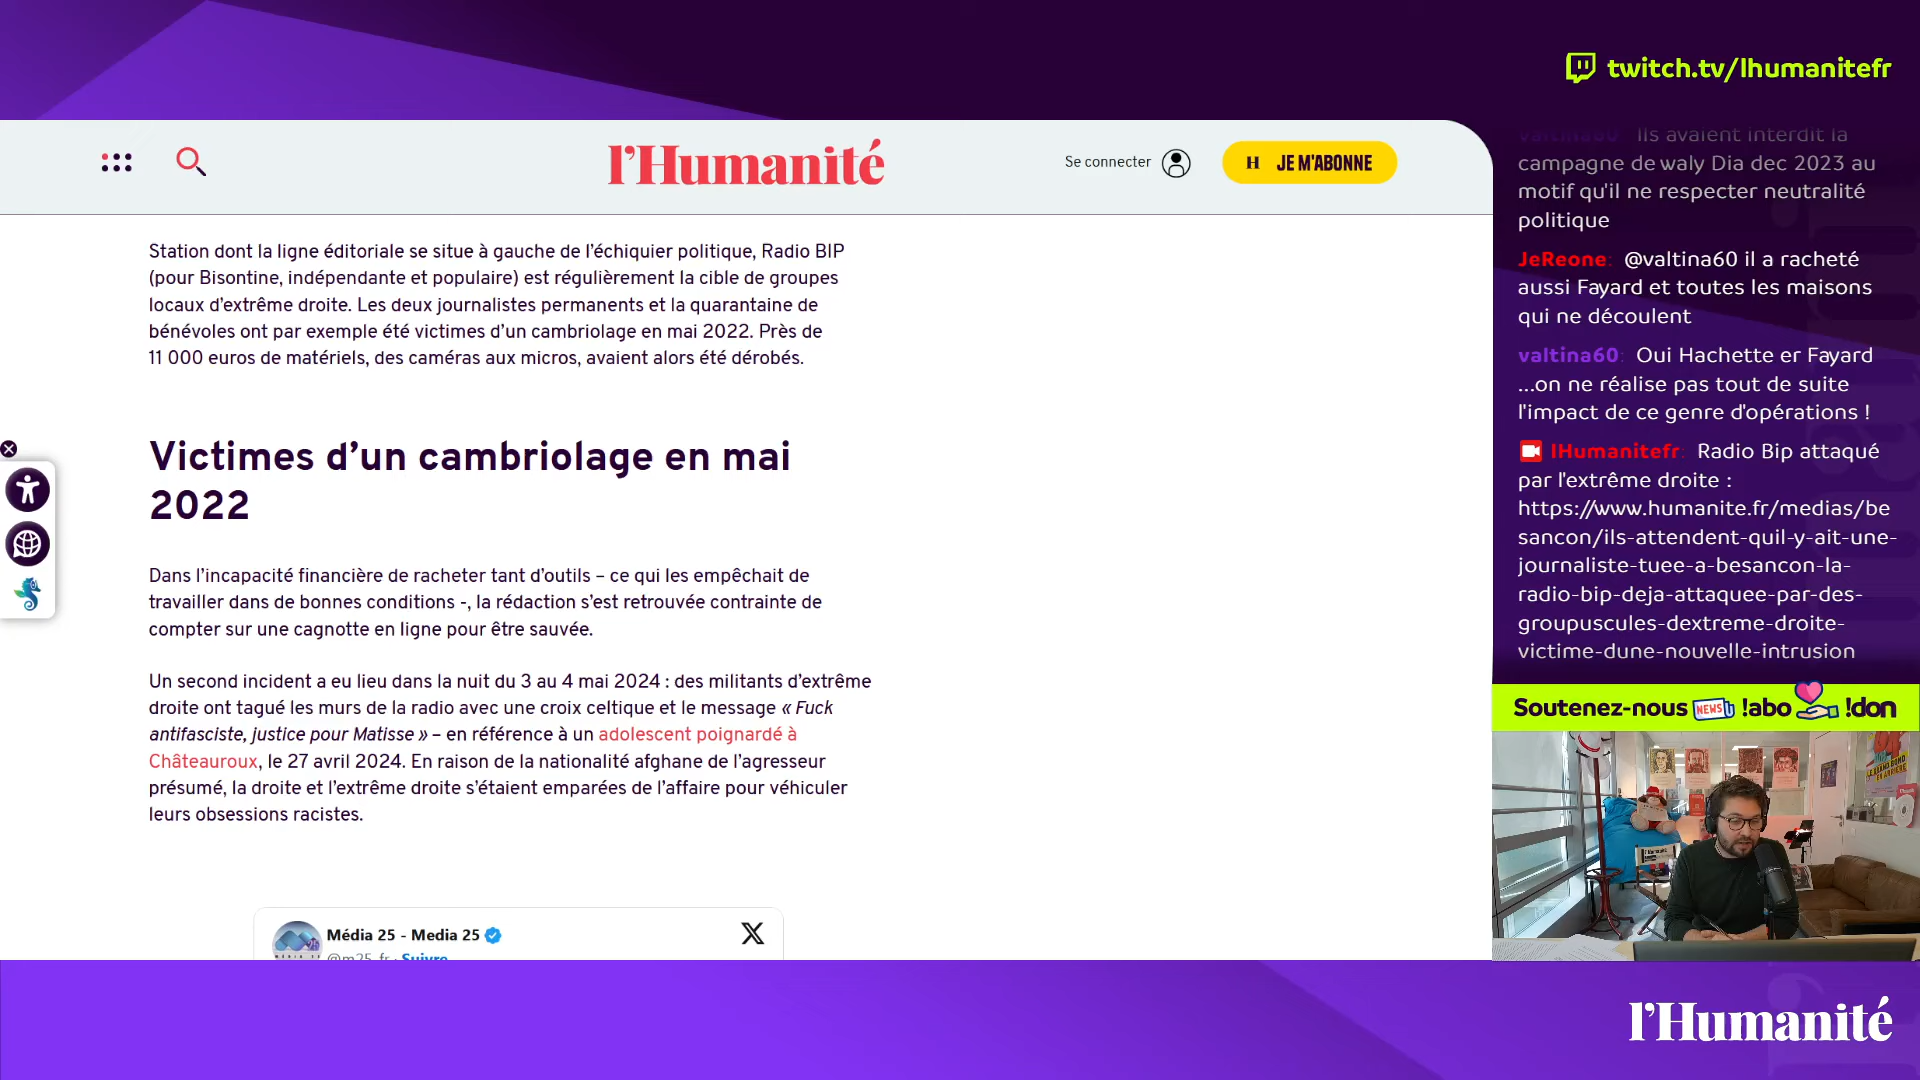 twitch.tv/lhumanitefr
l'Humanité
Se connecter
H JE M'ABONNE
Station dont la ligne éditoriale se situe à gauche de l'échiquier politique, Radio BIP
(pour Bisontine, indépendante et populaire) est régulièrement la cible de groupes
locaux d'extrême droite. Les deux journalistes permanents et la quarantaine de
bénévoles ont par exemple été victimes d'un cambriolage en mai 2022. Près de
11 000 euros de matériels, des caméras aux micros, avaient alors été dérobés.
Victimes d'un cambriolage en mai
2022
Dans l'incapacité financière de racheter tant d'outils – ce qui les empêchait de
travailler dans de bonnes conditions -, la rédaction s'est retrouvée contrainte de
compter sur une cagnotte en ligne pour être sauvée.
Un second incident a eu lieu dans la nuit du 3 au 4 mai 2024 : des militants d'extrême
droite ont tagué les murs de la radio avec une croix celtique et le message « Fuck
antifasciste, justice pour Matisse » – en référence à un adolescent poignardé à
Châteauroux, le 27 avril 2024. En raison de la nationalité afghane de l'agresseur
présumé, la droite et l'extrême droite s'étaient emparées de l'affaire pour véhiculer
leurs obsessions racistes.
Média 25 - Media 25
@m25_fr · Suivre
valtina60: Ils avaient interdit la
campagne de waly Dia dec 2023 au
motif qu'il ne respecter neutralité
politique
JeReone: @valtina60 il a racheté
aussi Fayard et toutes les maisons
qui ne découlent
valtina60: Oui Hachette er Fayard
...on ne réalise pas tout de suite
l'impact de ce genre d'opérations !
lHumanitefr: Radio Bip attaqué
par l'extrême droite :
https://www.humanite.fr/medias/be
sancon/ils-attendent-quil-y-ait-une-
journaliste-tuee-a-besancon-la-
radio-bip-deja-attaquee-par-des-
groupuscules-dextreme-droite-
victime-dune-nouvelle-intrusion
Soutenez-nous NEWS !abo !don
l'Humanité